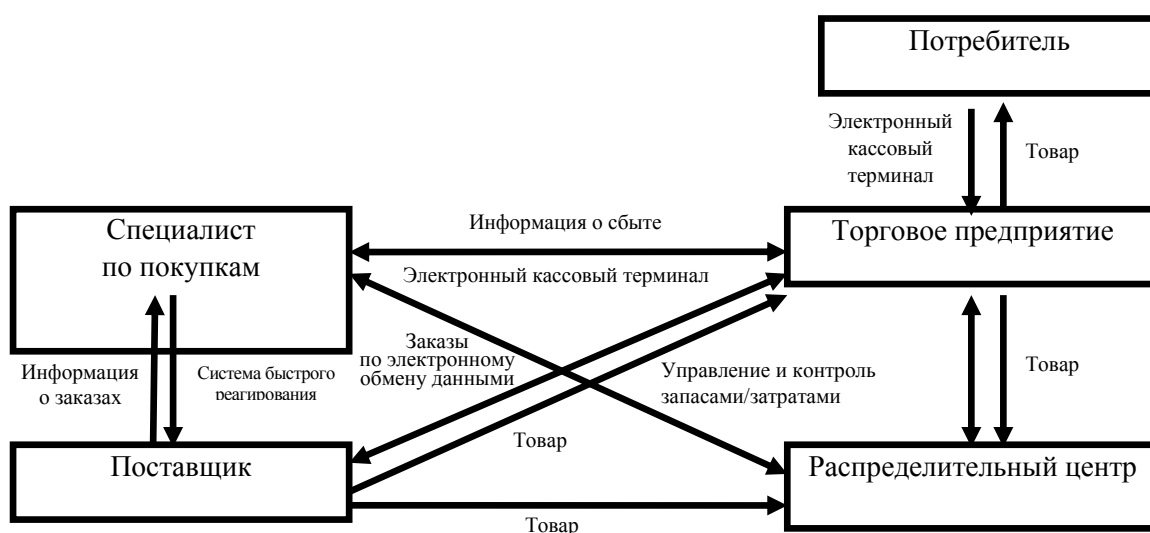 Потребитель
Электронный
кассовый
терминал
Товар
Специалист
по покупкам
Информация о сбыте
Торговое предприятие
Электронный кассовый терминал
Заказы
по электронному
обмену данными
Информация
о заказах
Система быстрого
реагирования
Управление и контроль
запасами/затратами
Товар
Товар
Поставщик
Распределительный центр
Товар